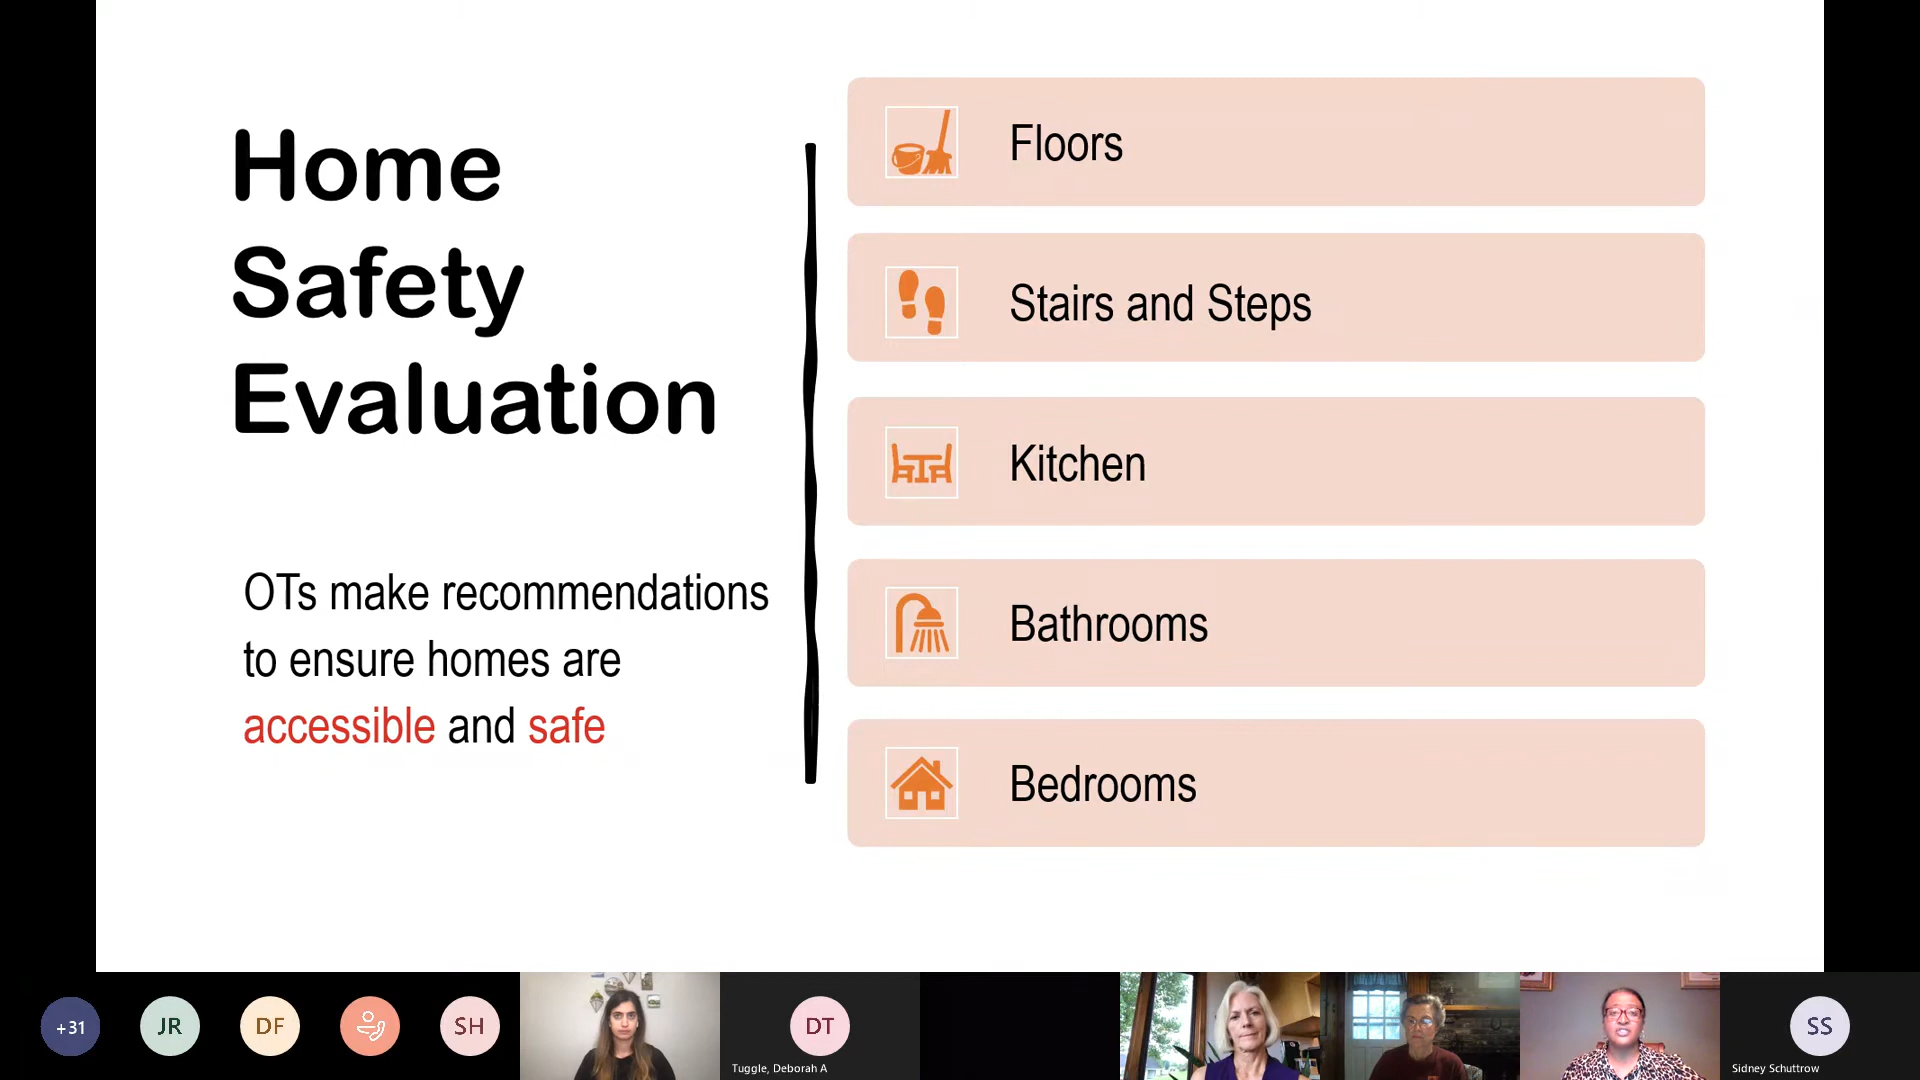 Home
Safety
Evaluation
OTs make recommendations
to ensure homes are
accessible and safe
Floors
Stairs and Steps
Kitchen
Bathrooms
Bedrooms
+31
JR
DF
SH
DT
Tuggle, Deborah A
SS
Sidney Schuttrow